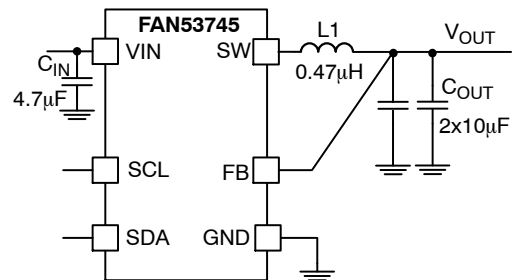 FAN53745
VIN
SW
L1
0.47μH
VOUT
CIN
4.7μF
COUT
2x10μF
SCL
FB
SDA
GND